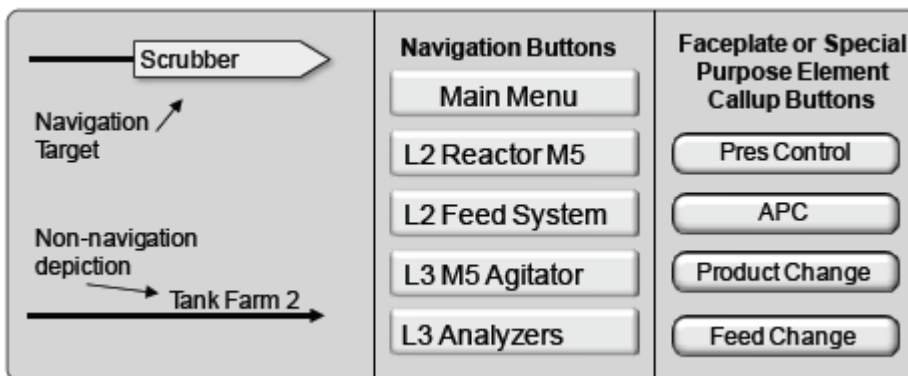 Scrubber
Navigation
Target
Non-navigation
depiction
Tank Farm 2
Navigation Buttons
Main Menu
L2 Reactor M5
L2 Feed System
L3 M5 Agitator
L3 Analyzers
Faceplate or Special
Purpose Element
Callup Buttons
Pres Control
APC
Product Change
Feed Change